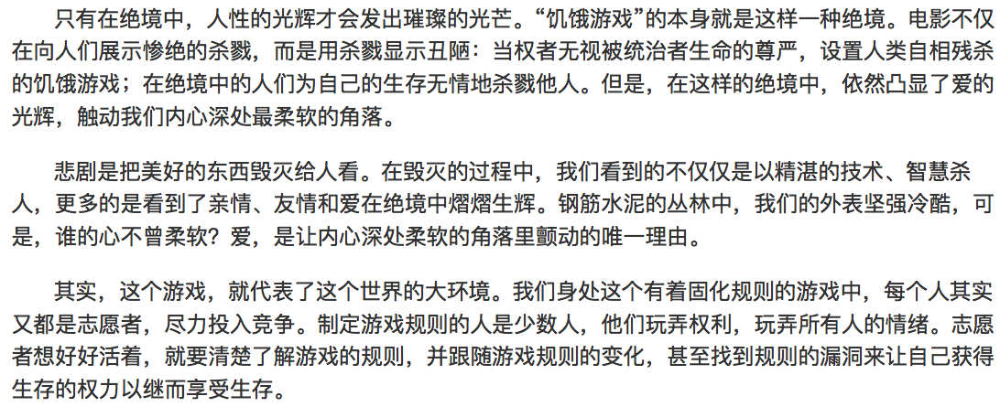 只有在绝境中，人性的光辉才会发出璀璨的光芒。“饥饿游戏”的本身就是这样一种绝境。电影不仅
在向人们展示惨绝的杀戮，而是用杀戮显示丑陋：当权者无视被统治者生命的尊严，设置人类自相残杀
的饥饿游戏；在绝境中的人们为自己的生存无情地杀戮他人。但是，在这样的绝境中，依然凸显了爱的
光辉，触动我们内心深处最柔软的角落。
悲剧是把美好的东西毁灭给人看。在毁灭的过程中，我们看到的不仅仅是以精湛的技术、智慧杀
人，更多的是看到了亲情、友情和爱在绝境中熠熠生辉。钢筋水泥的丛林中，我们的外表坚强冷酷，可
是，谁的心不曾柔软？爱，是让内心深处柔软的角落里颤动的唯一理由。
其实，这个游戏，就代表了这个世界的大环境。我们身处这个有着固化规则的游戏中，每个人其实
又都是志愿者，尽力投入竞争。制定游戏规则的人是少数人，他们玩弄权利，玩弄所有人的情绪。志愿
者想好好活着，就要清楚了解游戏的规则，并跟随游戏规则的变化，甚至找到规则的漏洞来让自己获得
生存的权力以继而享受生存。